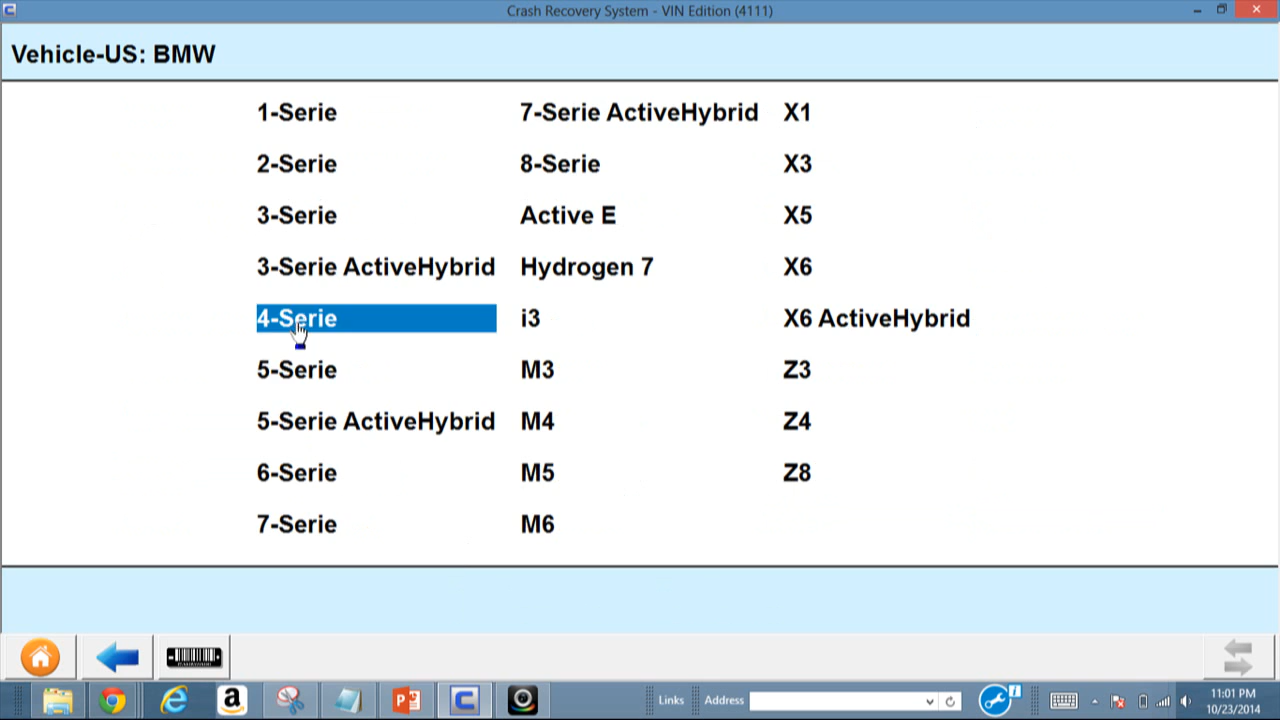 Crash Recovery System - VIN Edition (4111)
Vehicle-US: BMW
1-Serie
2-Serie
3-Serie
3-Serie ActiveHybrid
4-Serie
5-Serie
5-Serie ActiveHybrid
6-Serie
7-Serie
7-Serie ActiveHybrid
8-Serie
Active E
Hydrogen 7
i3
M3
M4
M5
M6
X1
X3
X5
X6
X6 ActiveHybrid
Z3
Z4
Z8
Links
Address
11:01 PM
10/23/2014